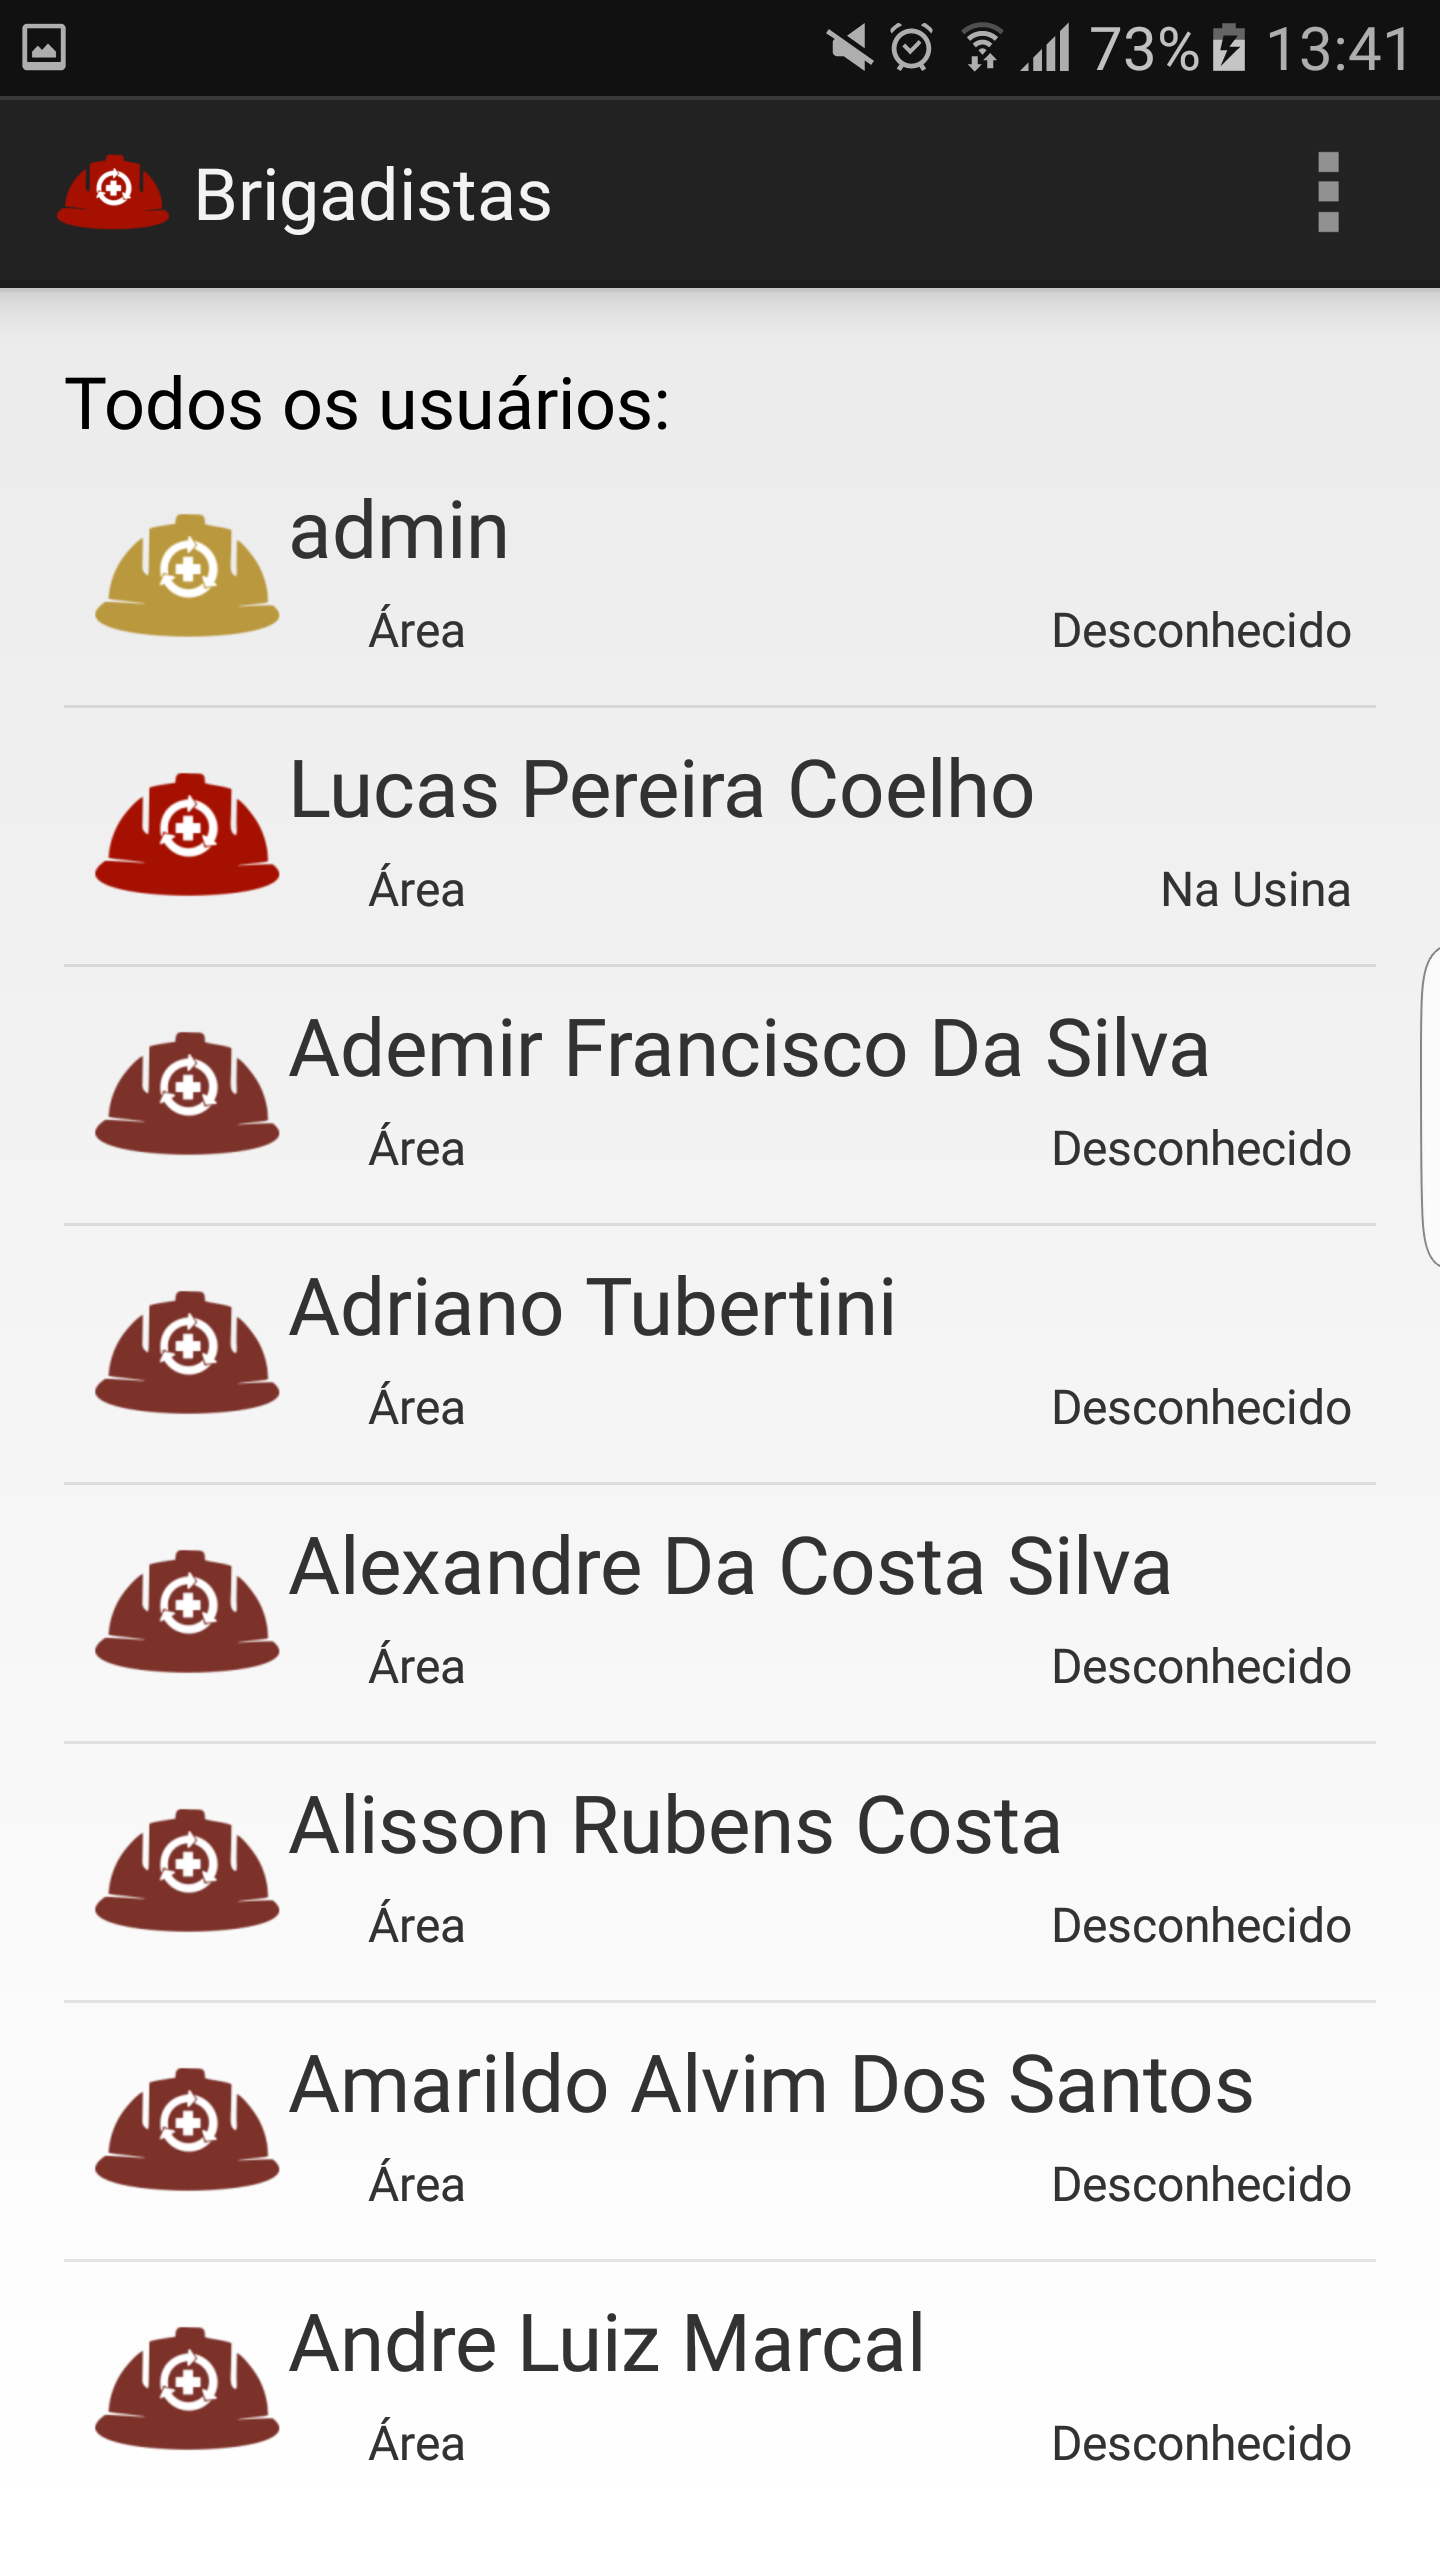 73% 13:41
Brigadistas
Todos os usuários:
admin
Área Desconhecido
Lucas Pereira Coelho
Área Na Usina
Ademir Francisco Da Silva
Área Desconhecido
Adriano Tubertini
Área Desconhecido
Alexandre Da Costa Silva
Área Desconhecido
Alisson Rubens Costa
Área Desconhecido
Amarildo Alvim Dos Santos
Área Desconhecido
Andre Luiz Marcal
Área Desconhecido